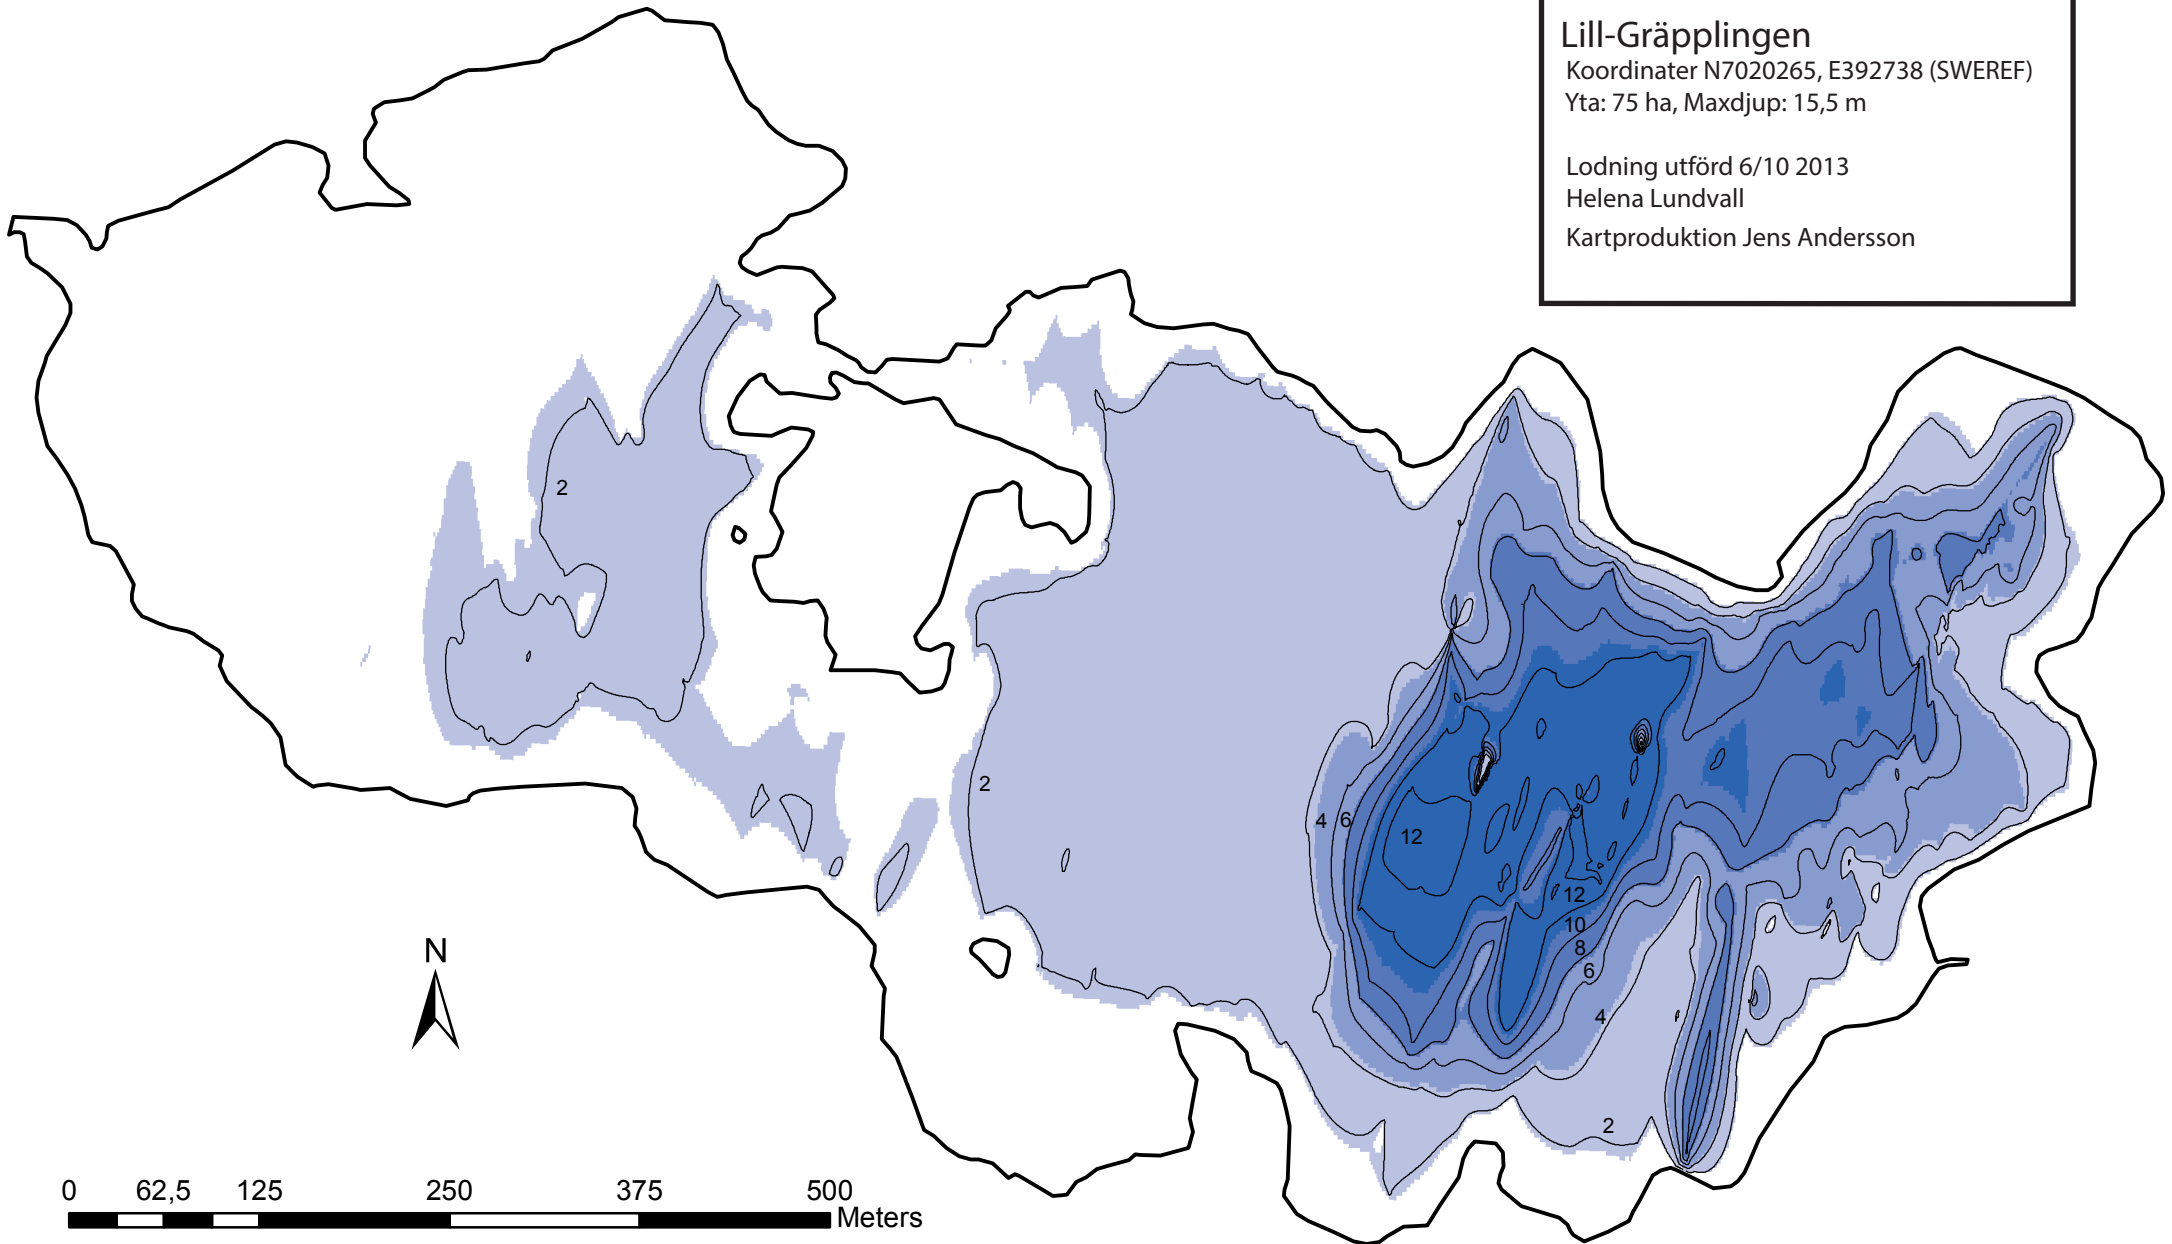 Lill-Gräpplingen
Koordinater N7020265, E392738 (SWEREF)
Yta: 75 ha, Maxdjup: 15,5 m
Lodning utförd 6/10 2013
Helena Lundvall
Kartproduktion Jens Andersson
2
2
4
6
12
12
10
8
6
4
2
N
0 62,5 125 250 375 500
Meters